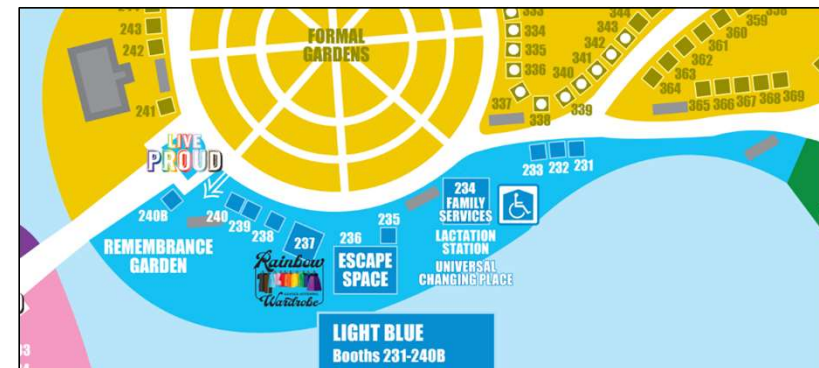 243
242
241
FORMAL
GARDENS
334
335
336
337
338
339
340
341
342
343
344
359
360
361
362
363
364
365 366 367 368 369
LIVE
PROUD
240B
240
239
238
237
236
235
234
FAMILY
SERVICES
233 232 231
LACTATION
STATION
UNIVERSAL
CHANGING PLACE
REMEMBRANCE
GARDEN
Rainbow
Wardrobe
ESCAPE
SPACE
LIGHT BLUE
Booths 231-240B